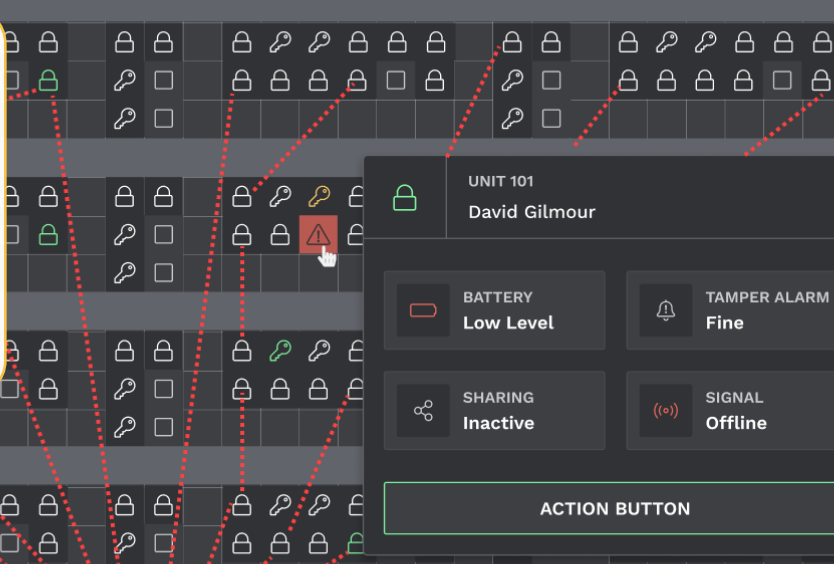 UNIT 101
David Gilmour
BATTERY
Low Level
TAMPER ALARM
Fine
SHARING
Inactive
SIGNAL
Offline
ACTION BUTTON